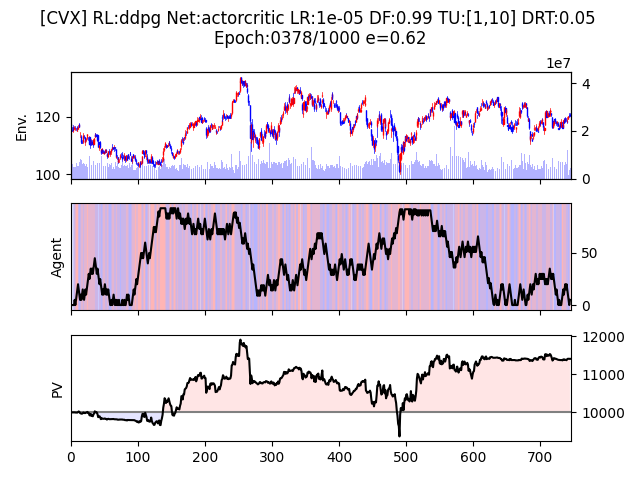 [CVX] RL:ddpg Net:actorcritic LR:1e-05 DF:0.99 TU:[1,10] DRT:0.05
Epoch:0378/1000 e=0.62
1e7
Env.
120
100
4
2
0
Agent
50
0
PV
12000
11000
10000
0 100 200 300 400 500 600 700